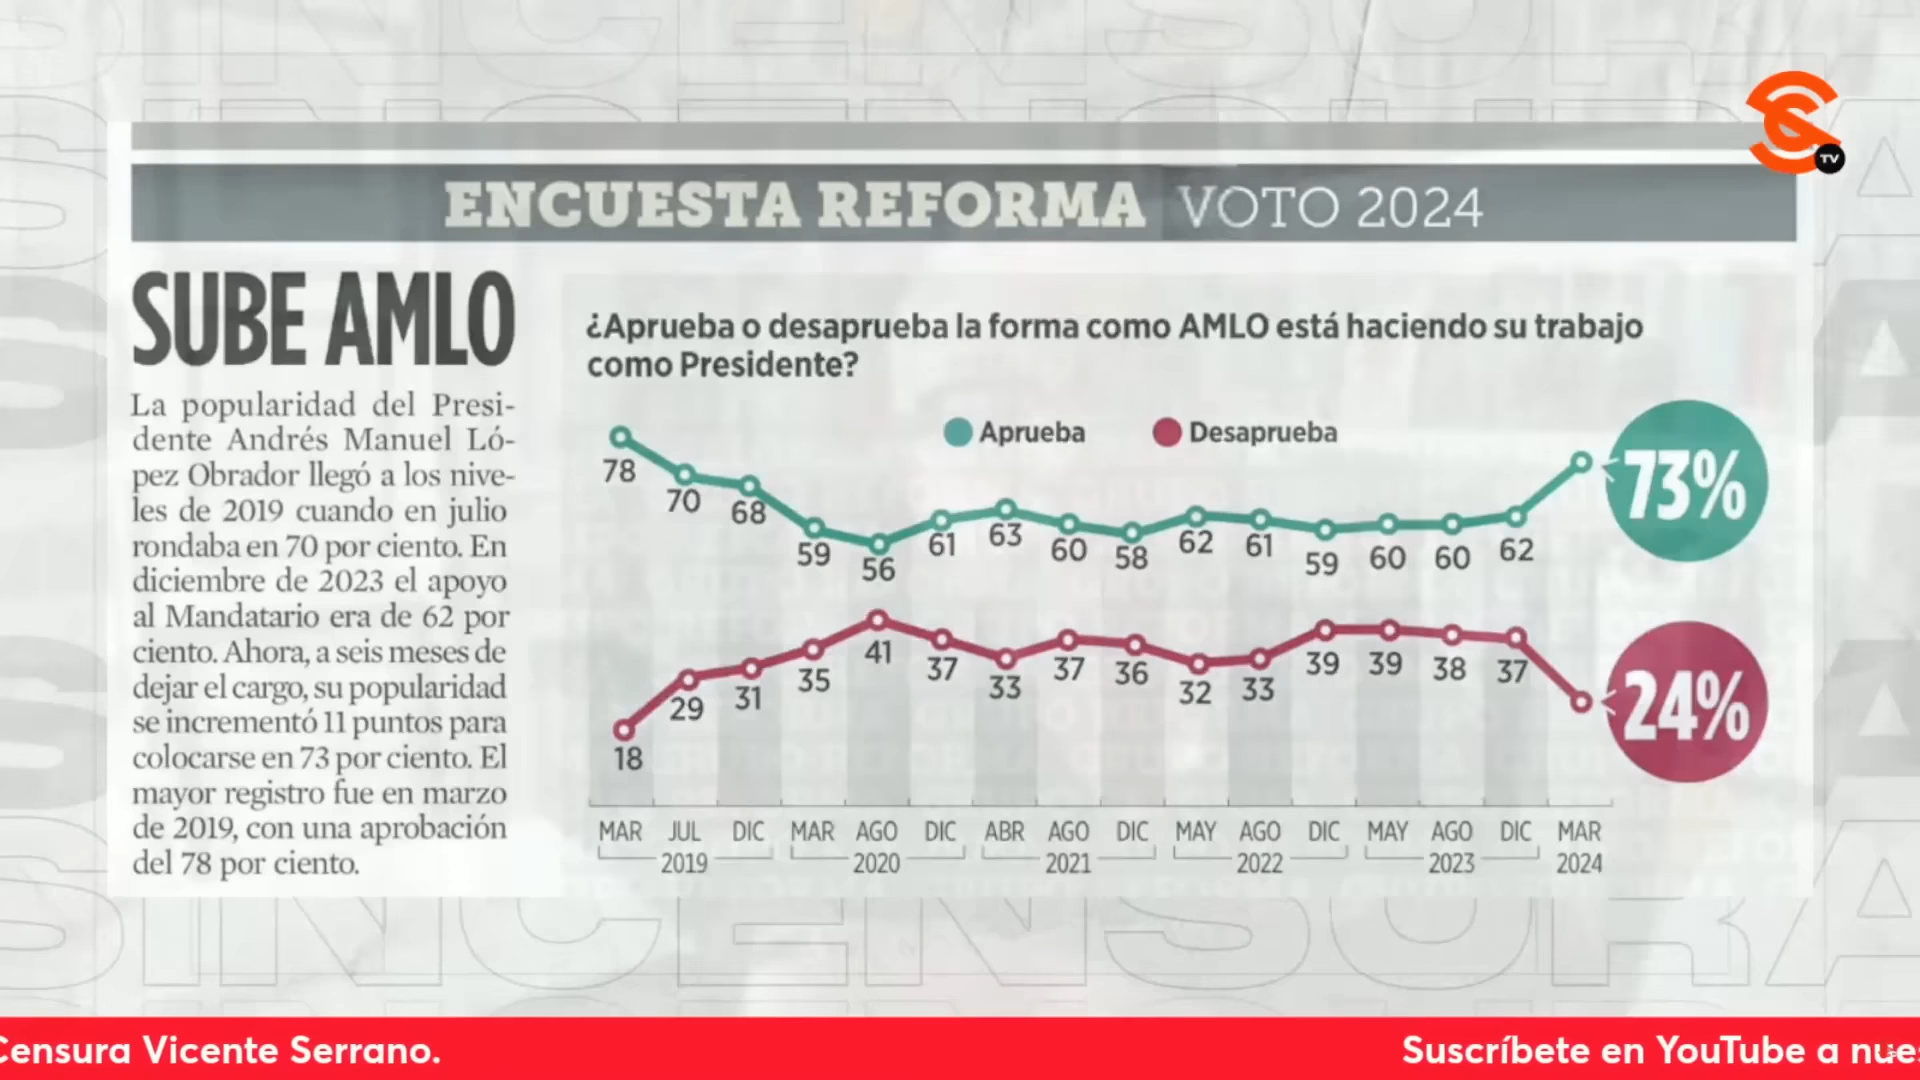 TV
ENCUESTA REFORMA VOTO 2024
SUBE AMLO
La popularidad del Presi-
dente Andrés Manuel Ló-
pez Obrador llegó a los nive-
les de 2019 cuando en julio
rondaba en 70 por ciento. En
diciembre de 2023 el apoyo
al Mandatario era de 62 por
ciento. Ahora, a seis meses de
dejar el cargo, su popularidad
se incrementó 11 puntos para
colocarse en 73 por ciento. El
mayor registro fue en marzo
de 2019, con una aprobación
del 78 por ciento.
¿Aprueba o desaprueba la forma como AMLO está haciendo su trabajo
como Presidente?
Aprueba Desaprueba
78 70 68 59 56 61 63 60 58 62 61 59 60 60 62 73%
18 29 31 35 41 37 33 37 36 32 33 39 39 38 37 24%
MAR JUL DIC MAR AGO DIC ABR AGO DIC MAY AGO DIC MAY AGO DIC MAR
2019 2020 2021 2022 2023 2024
Censura Vicente Serrano. Suscríbete en YouTube a nues